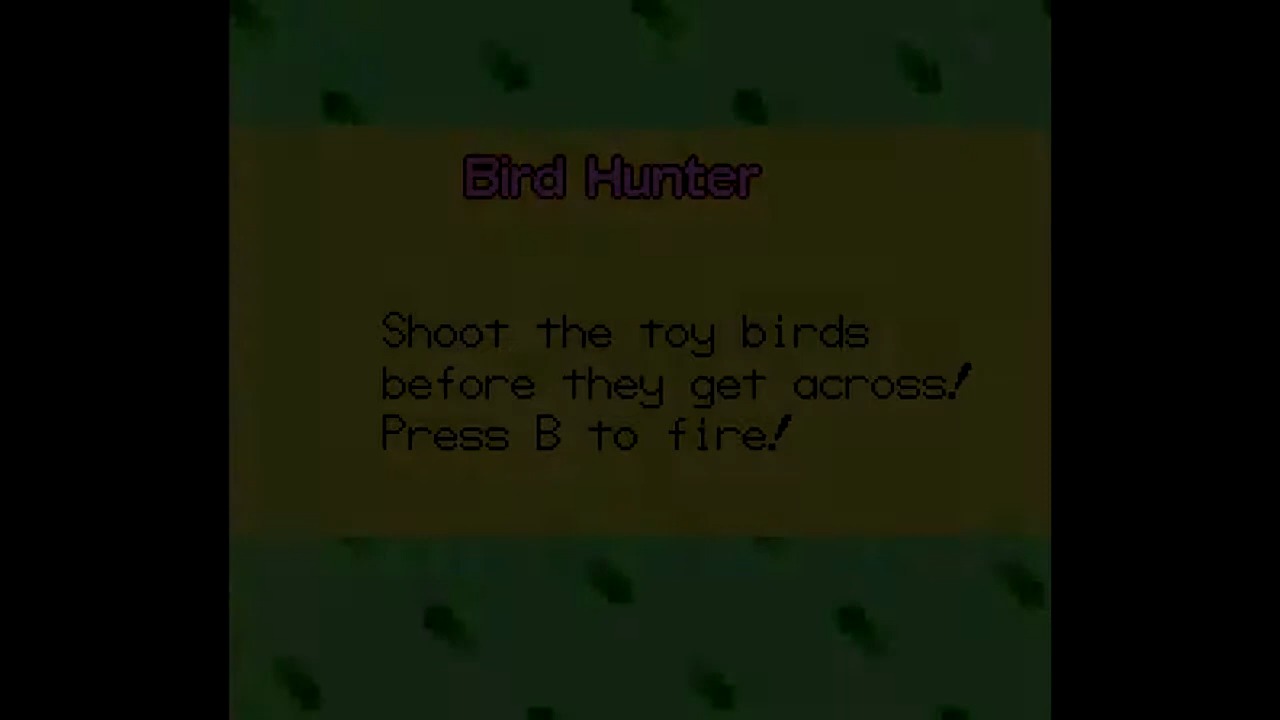 Bird Hunter
Shoot the toy birds
before they get across!
Press B to fire!